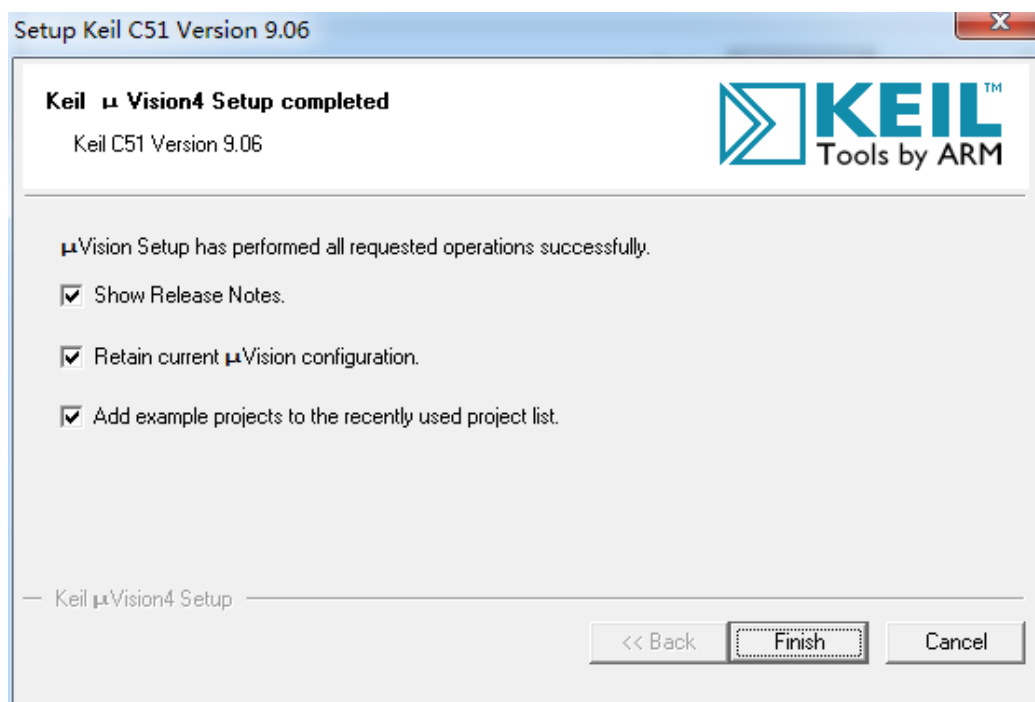 Setup Keil C51 Version 9.06
Keil μ Vision4 Setup completed
Keil C51 Version 9.06
KEIL™
Tools by ARM
μVision Setup has performed all requested operations successfully.
Show Release Notes.
Retain current μVision configuration.
Add example projects to the recently used project list.
Keil μVision4 Setup
<< Back Finish Cancel